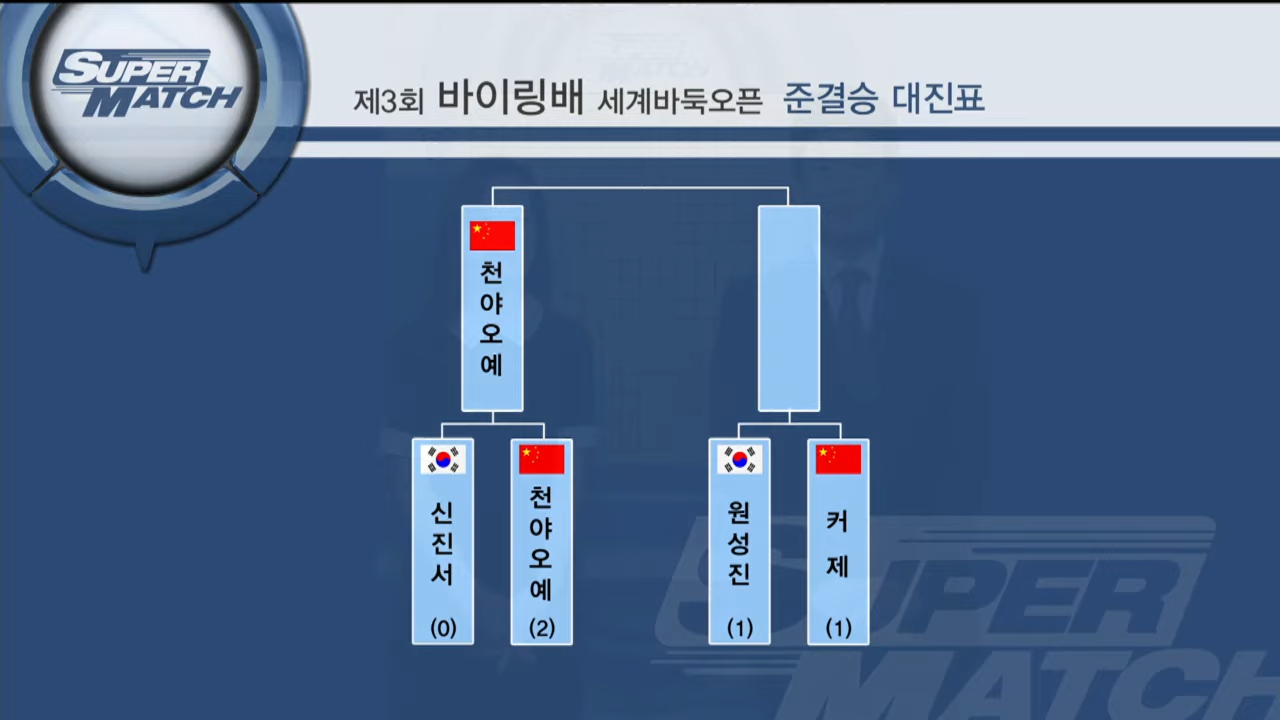 SUPER
MATCH
제3회 바이링배 세계바둑오픈 준결승 대진표
천야오예
신진서
(0)
천야오예
(2)
원성진
(1)
커제
(1)
SUPER
MATCH